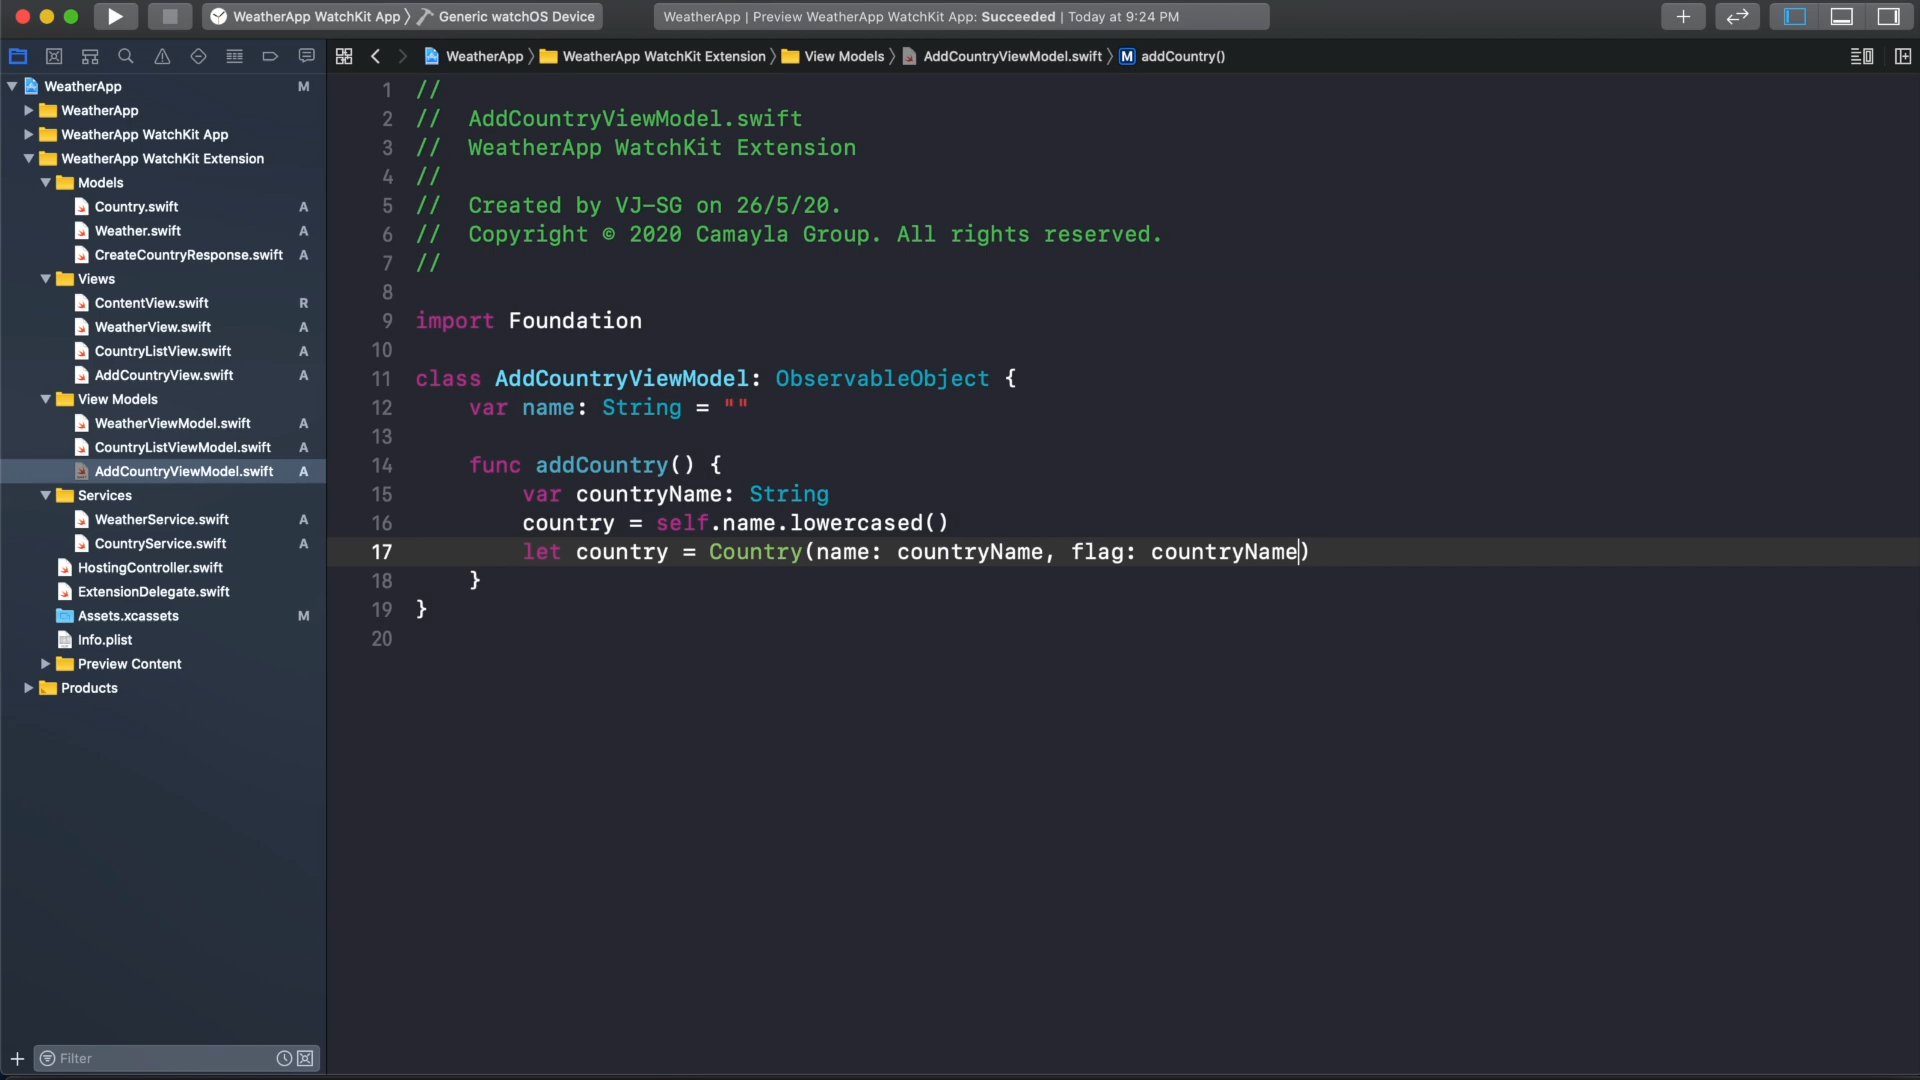 WeatherApp WatchKit App 〉 Generic watchOS Device
WeatherApp | Preview WeatherApp WatchKit App: Succeeded | Today at 9:24 PM
WeatherApp 〉 WeatherApp WatchKit Extension 〉 View Models 〉 AddCountryViewModel.swift 〉 M addCountry()
WeatherApp M
WeatherApp
WeatherApp WatchKit App
WeatherApp WatchKit Extension
Models
Country.swift A
Weather.swift A
CreateCountryResponse.swift A
Views
ContentView.swift R
WeatherView.swift A
CountryListView.swift A
AddCountryView.swift A
View Models
WeatherViewModel.swift A
CountryListViewModel.swift A
AddCountryViewModel.swift A
Services
WeatherService.swift A
CountryService.swift A
HostingController.swift
ExtensionDelegate.swift
Assets.xcassets M
Info.plist
Preview Content
Products
Filter
1 //
2 //  AddCountryViewModel.swift
3 //  WeatherApp WatchKit Extension
4 //
5 //  Created by VJ-SG on 26/5/20.
6 //  Copyright © 2020 Camayla Group. All rights reserved.
7 //
8
9 import Foundation
10
11 class AddCountryViewModel: ObservableObject {
12     var name: String = ""
13
14     func addCountry() {
15         var countryName: String
16         country = self.name.lowercased()
17         let country = Country(name: countryName, flag: countryName)
18     }
19 }
20